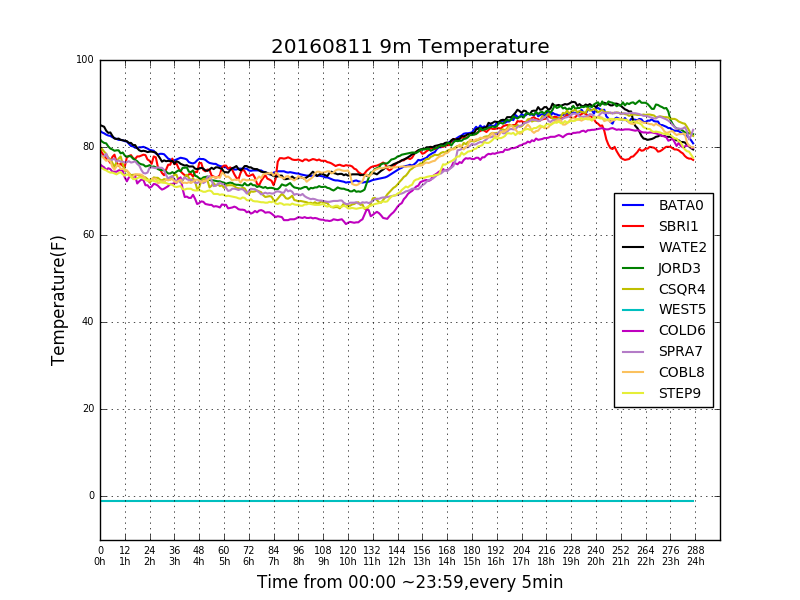 20160811 9m Temperature
100
80
60
40
20
0
Temperature(F)
BATA0
SBRI1
WATE2
JORD3
CSQR4
WEST5
COLD6
SPRA7
COBL8
STEP9
0 12 24 36 48 60 72 84 96 108 120 132 144 156 168 180 192 204 216 228 240 252 264 276 288
0h 1h 2h 3h 4h 5h 6h 7h 8h 9h 10h 11h 12h 13h 14h 15h 16h 17h 18h 19h 20h 21h 22h 23h 24h
Time from 00:00 ~23:59,every 5min